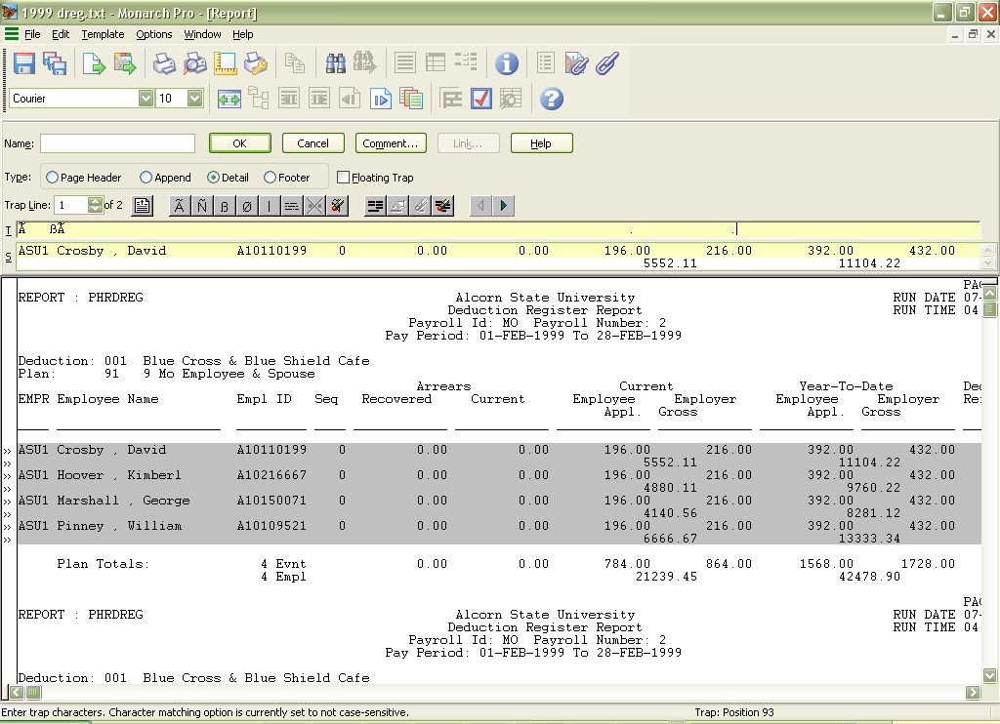 1999 dreg.txt - Monarch Pro - [Report]
File Edit Template Options Window Help
Courier 10
Name: OK Cancel Comment... Link... Help
Type: Page Header Append Detail Footer Floating Trap
Trap Line: 1 of 2 Ã Ñ ß Ø |
T Ã ßÃ . .
S ASU1 Crosby , David A10110199 0 0.00 0.00 196.00 216.00 392.00 432.00
5552.11 11104.22
PAG
REPORT : PHRDREG Alcorn State University RUN DATE 07-
Deduction Register Report RUN TIME 04
Payroll Id: MO Payroll Number: 2
Pay Period: 01-FEB-1999 To 28-FEB-1999
Deduction: 001 Blue Cross & Blue Shield Cafe
Plan: 91 9 Mo Employee & Spouse
Arrears Current Year-To-Date Ded
EMPR Employee Name Empl ID Seq Recovered Current Employee Employer Employee Employer Re
Appl. Gross Appl. Gross
ASU1 Crosby , David A10110199 0 0.00 0.00 196.00 216.00 392.00 432.00
5552.11 11104.22
ASU1 Hoover , Kimberl A10216667 0 0.00 0.00 196.00 216.00 392.00 432.00
4880.11 9760.22
ASU1 Marshall , George A10150071 0 0.00 0.00 196.00 216.00 392.00 432.00
4140.56 8281.12
ASU1 Pinney , William A10109521 0 0.00 0.00 196.00 216.00 392.00 432.00
6666.67 13333.34
Plan Totals: 4 Evnt 0.00 0.00 784.00 864.00 1568.00 1728.00
4 Empl 21239.45 42478.90
PAG
REPORT : PHRDREG Alcorn State University RUN DATE 07-
Deduction Register Report RUN TIME 04
Payroll Id: MO Payroll Number: 2
Pay Period: 01-FEB-1999 To 28-FEB-1999
Deduction: 001 Blue Cross & Blue Shield Cafe
Enter trap characters. Character matching option is currently set to not case-sensitive. Trap: Position 93